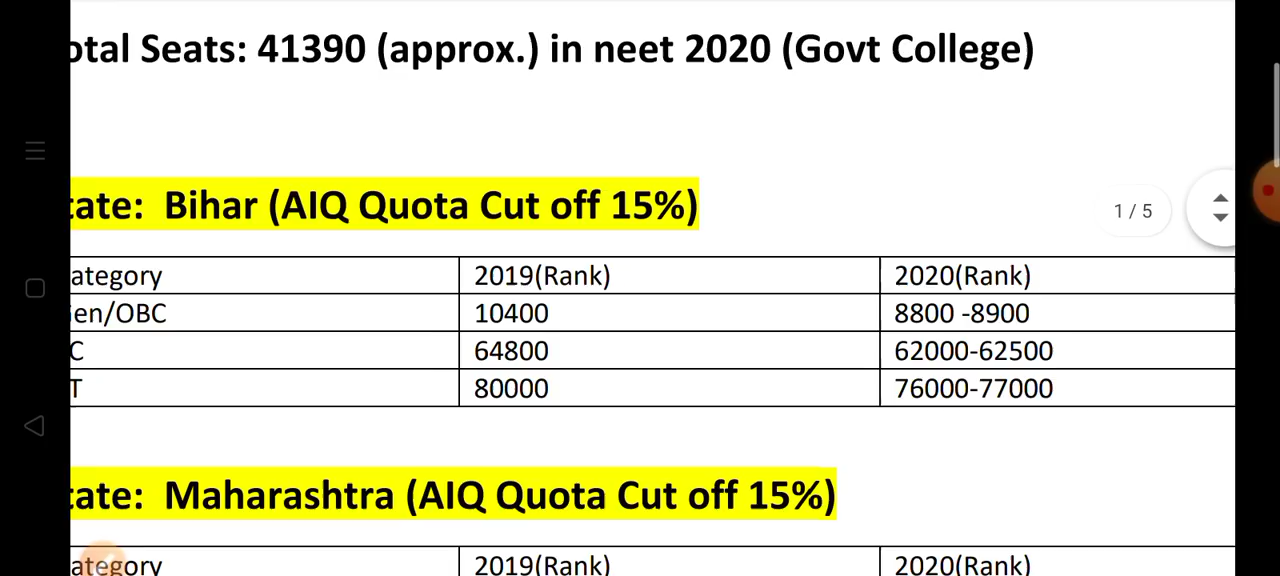 otal Seats: 41390 (approx.) in neet 2020 (Govt College)
tate: Bihar (AIQ Quota Cut off 15%)
1 / 5
ategory 2019(Rank) 2020(Rank)
en/OBC 10400 8800 -8900
C 64800 62000-62500
T 80000 76000-77000
tate: Maharashtra (AIQ Quota Cut off 15%)
ategory 2019(Rank) 2020(Rank)